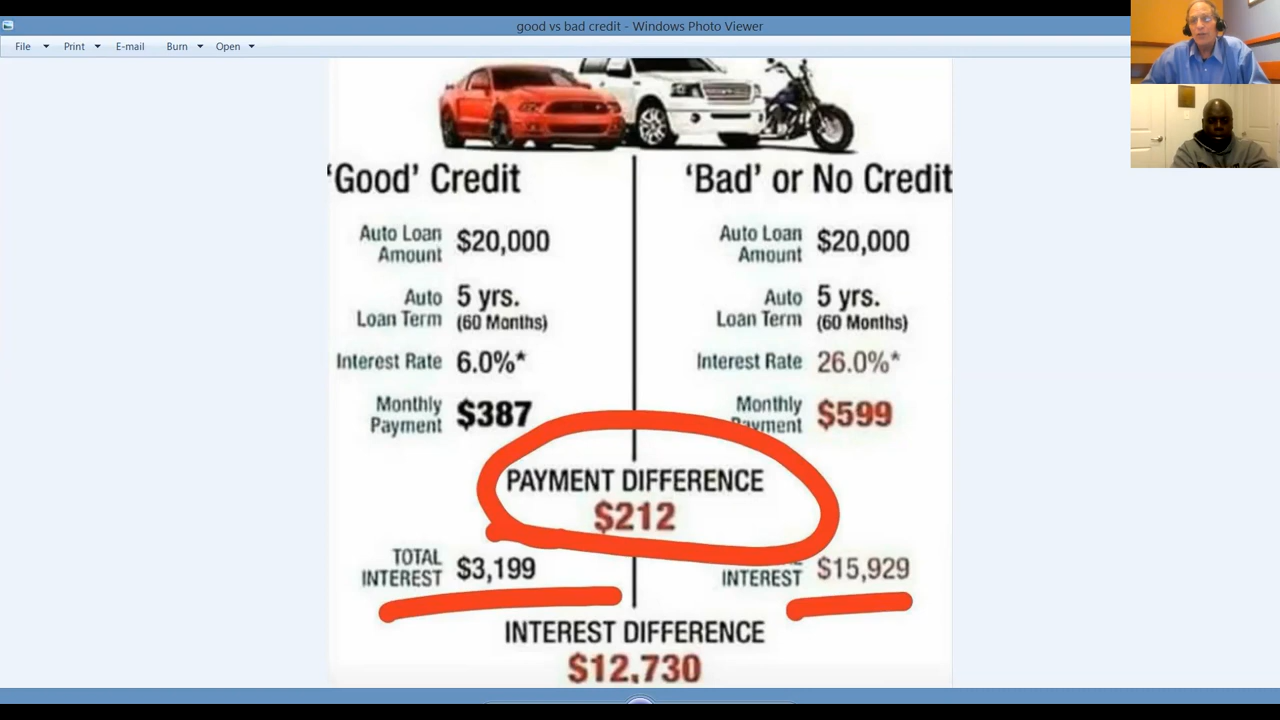 good vs bad credit - Windows Photo Viewer
File Print E-mail Burn Open
'Good' Credit
Auto Loan Amount $20,000
Auto Loan Term 5 yrs. (60 Months)
Interest Rate 6.0%*
Monthly Payment $387
'Bad' or No Credit
Auto Loan Amount $20,000
Auto Loan Term 5 yrs. (60 Months)
Interest Rate 26.0%*
Monthly Payment $599
PAYMENT DIFFERENCE
$212
TOTAL INTEREST $3,199
INTEREST $15,929
INTEREST DIFFERENCE
$12,730